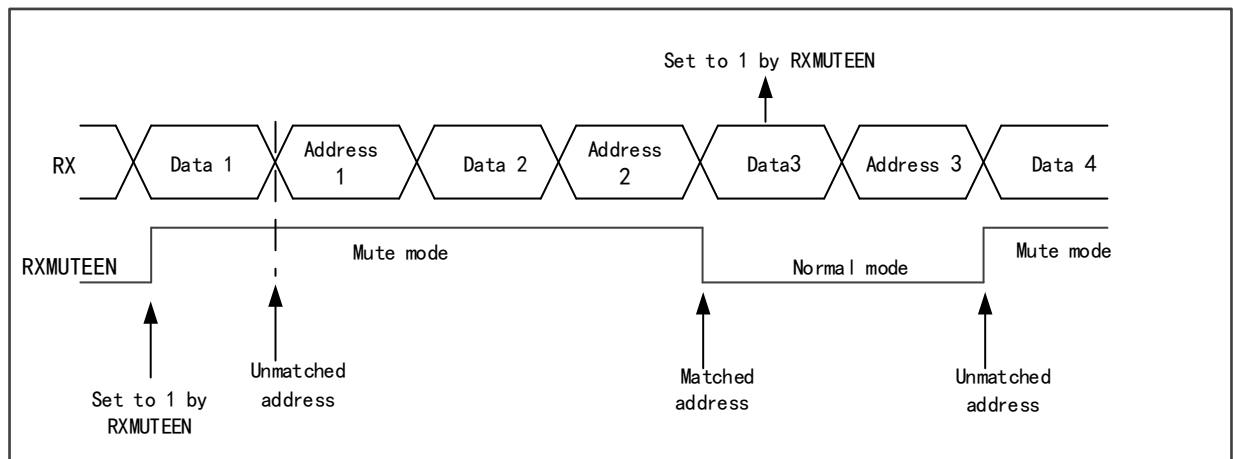 Set to 1 by RXMUTEEN
RX
Data 1
Address
1
Data 2
Address
2
Data3
Address 3
Data 4
RXMUTEEN
Mute mode
Normal mode
Mute mode
Set to 1 by
RXMUTEEN
Unmatched
address
Matched
address
Unmatched
address